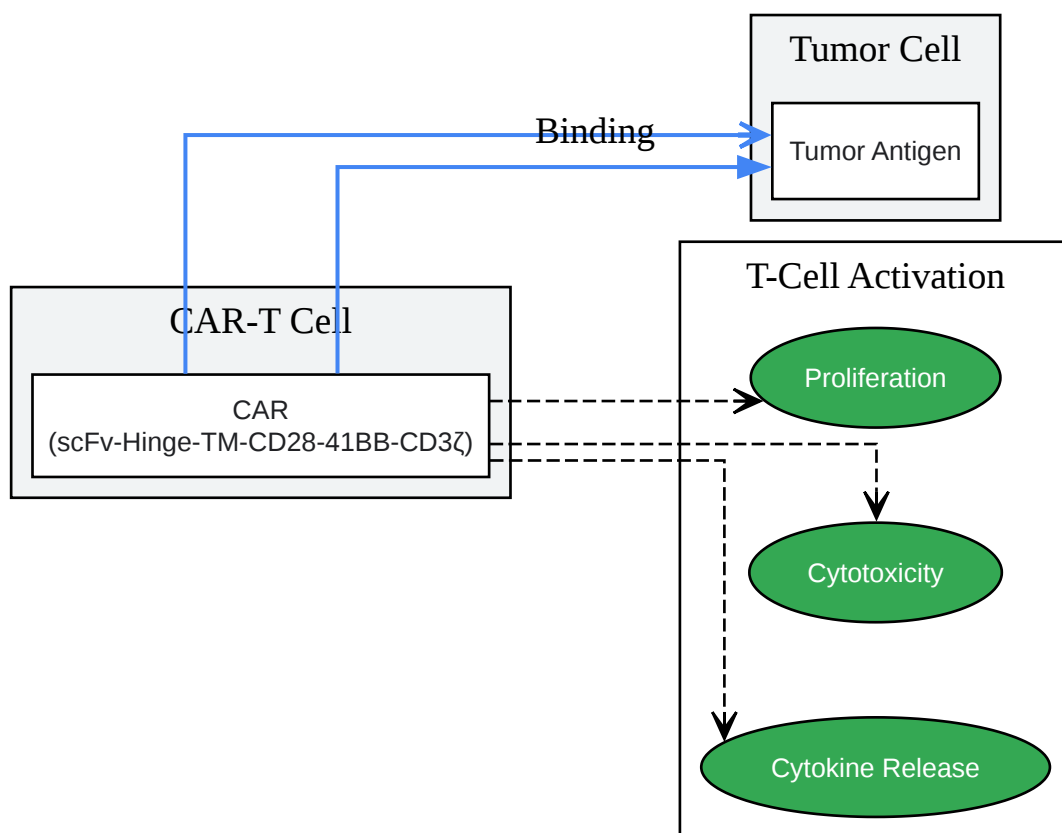 Tumor Cell
Binding
Tumor Antigen
T-Cell Activation
CAR-T Cell
Proliferation
CAR
(scFv-Hinge-TM-CD28-41BB-CD3ζ)
Cytotoxicity
Cytokine Release